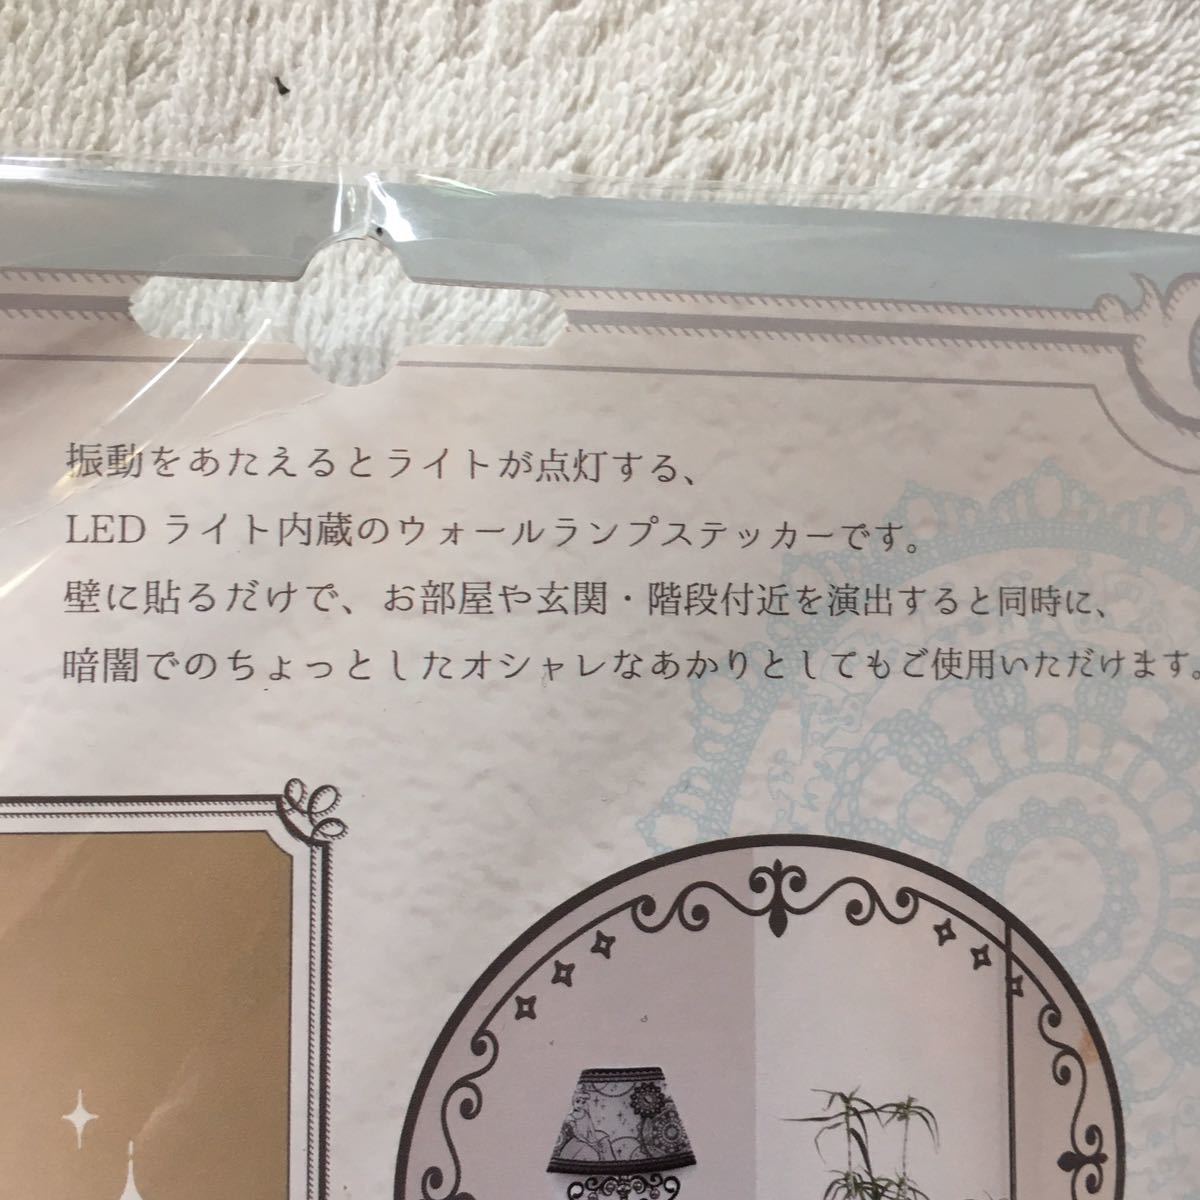 振動をあたえるとライトが点灯する、
LED ライト内蔵のウォールランプステッカーです。
壁に貼るだけで、お部屋や玄関・階段付近を演出すると同時に、
暗闇でのちょっとしたオシャレなあかりとしてもご使用いただけます。